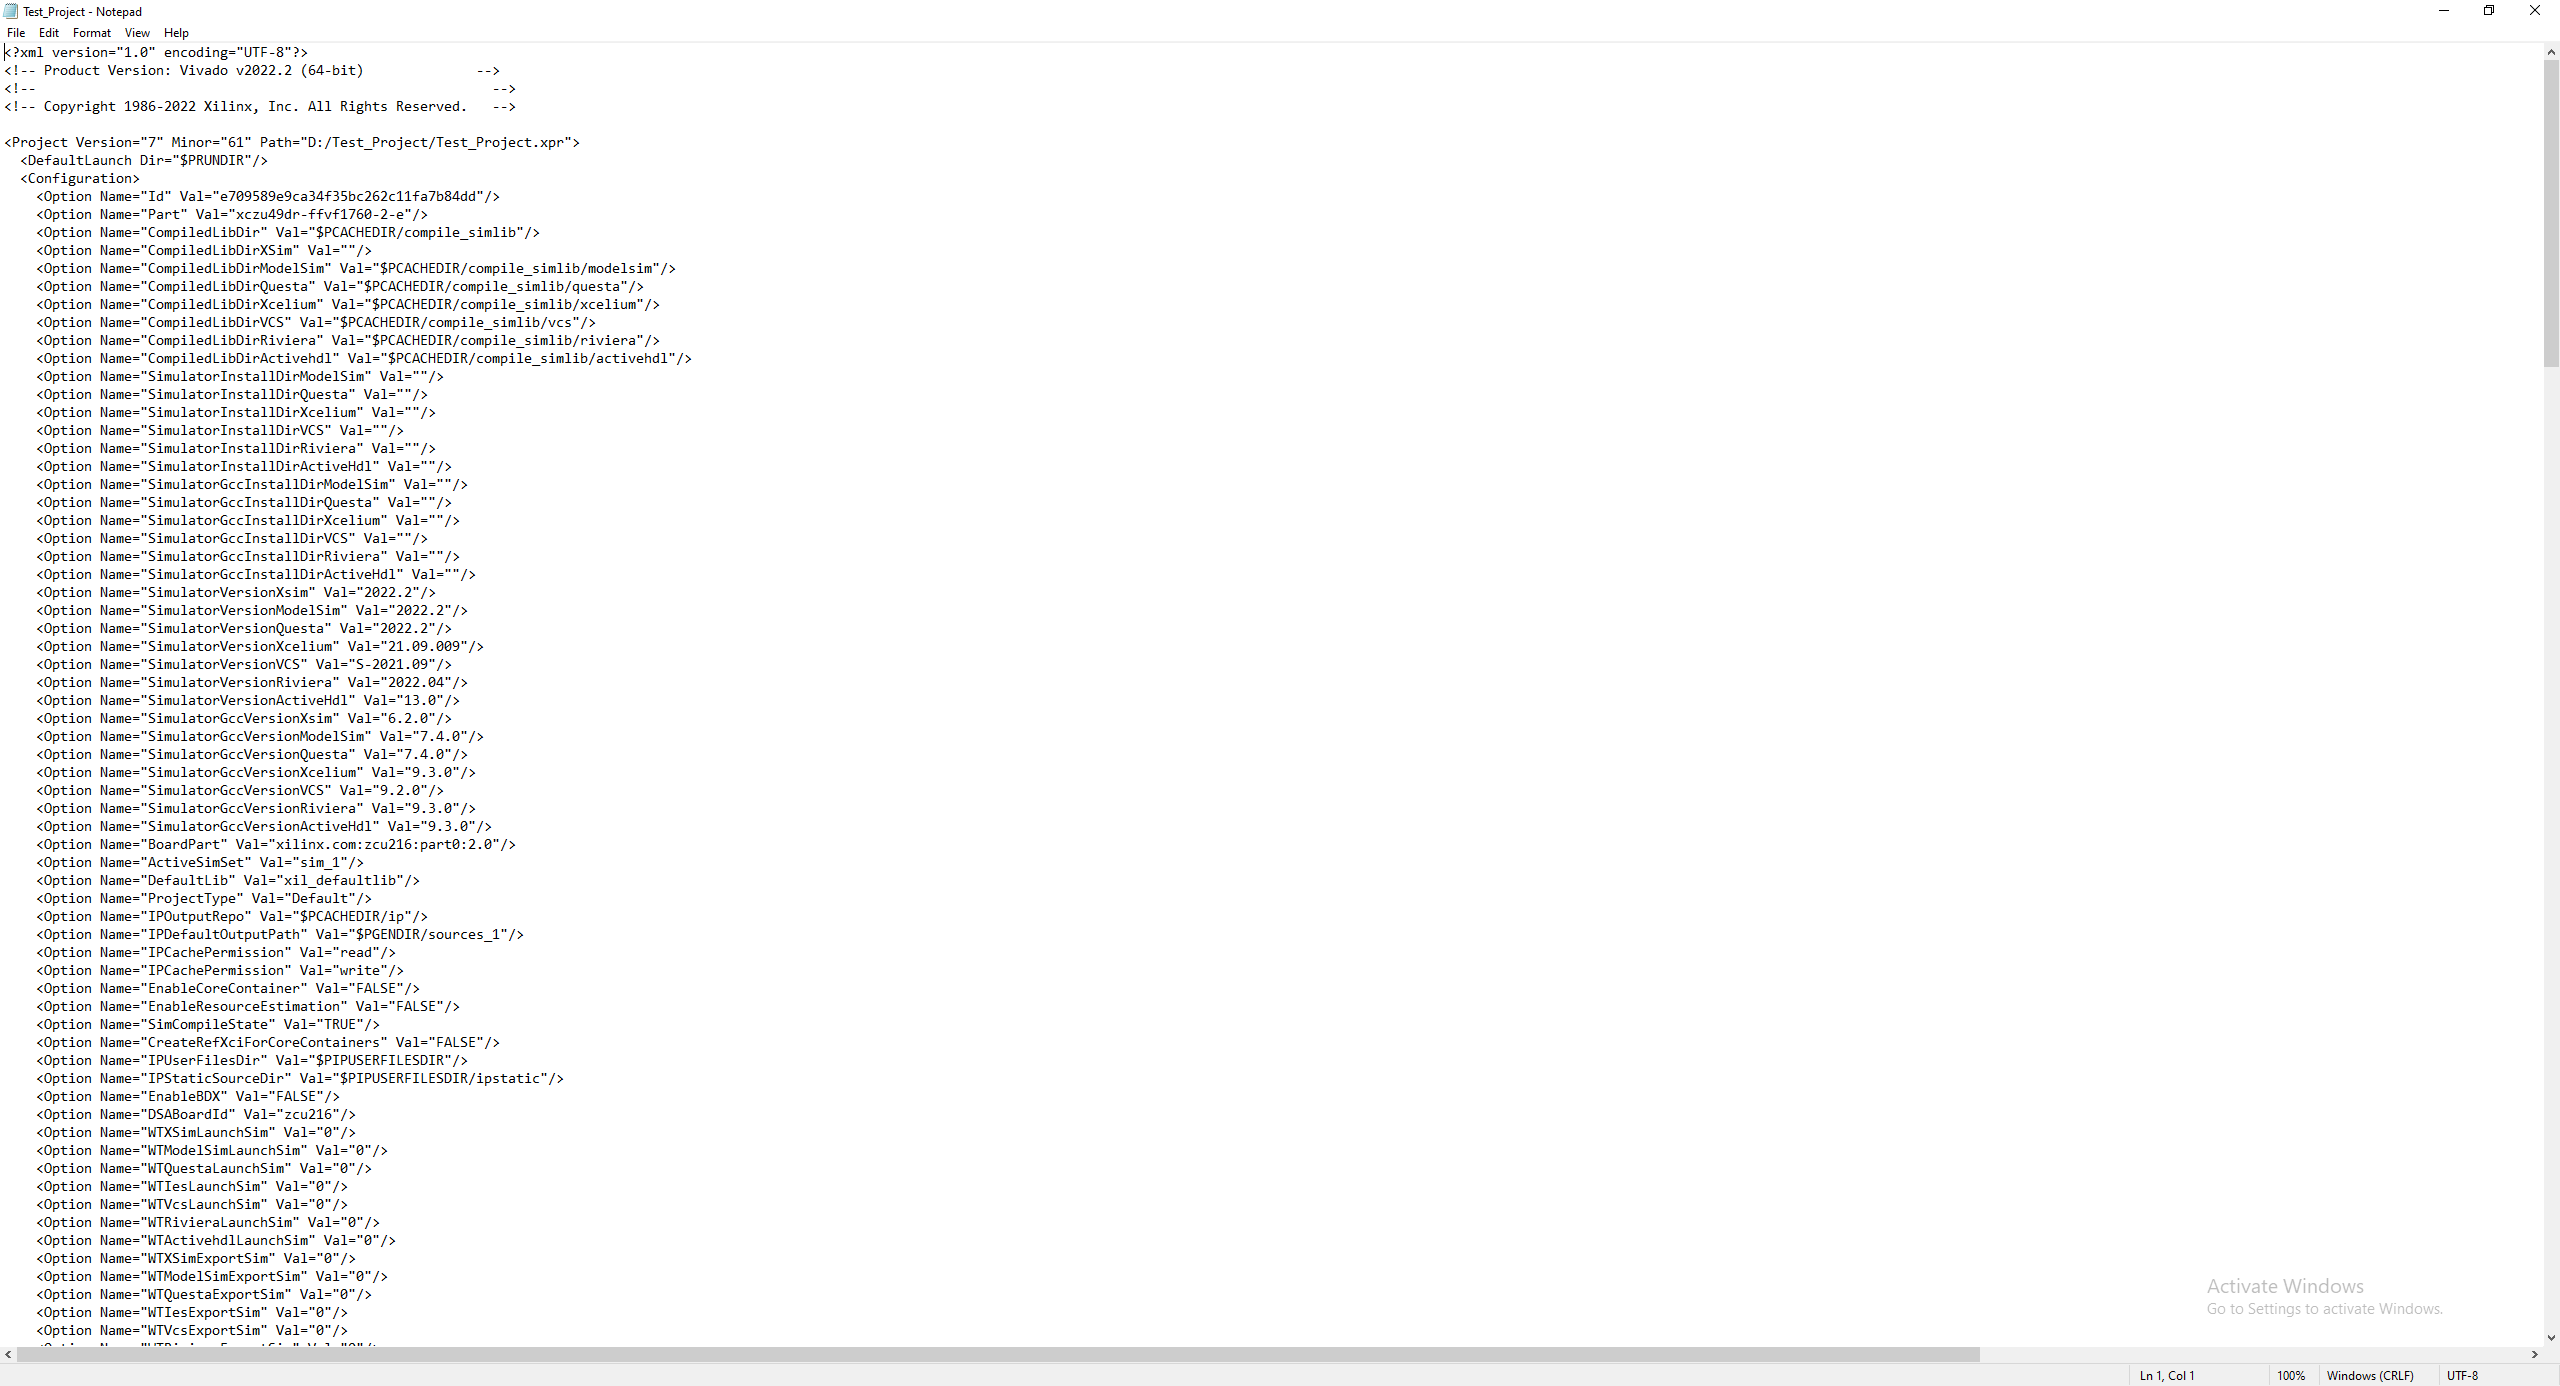 Test_Project - Notepad
File Edit Format View Help
<?xml version="1.0" encoding="UTF-8"?>
<!-- Product Version: Vivado v2022.2 (64-bit)              -->
<!--                                                         -->
<!-- Copyright 1986-2022 Xilinx, Inc. All Rights Reserved.   -->
<Project Version="7" Minor="61" Path="D:/Test_Project/Test_Project.xpr">
  <DefaultLaunch Dir="$PRUNDIR"/>
  <Configuration>
    <Option Name="Id" Val="e709589e9ca34f35bc262c11fa7b84dd"/>
    <Option Name="Part" Val="xczu49dr-ffvf1760-2-e"/>
    <Option Name="CompiledLibDir" Val="$PCACHEDIR/compile_simlib"/>
    <Option Name="CompiledLibDirXSim" Val=""/>
    <Option Name="CompiledLibDirModelSim" Val="$PCACHEDIR/compile_simlib/modelsim"/>
    <Option Name="CompiledLibDirQuesta" Val="$PCACHEDIR/compile_simlib/questa"/>
    <Option Name="CompiledLibDirXcelium" Val="$PCACHEDIR/compile_simlib/xcelium"/>
    <Option Name="CompiledLibDirVCS" Val="$PCACHEDIR/compile_simlib/vcs"/>
    <Option Name="CompiledLibDirRiviera" Val="$PCACHEDIR/compile_simlib/riviera"/>
    <Option Name="CompiledLibDirActivehdl" Val="$PCACHEDIR/compile_simlib/activehdl"/>
    <Option Name="SimulatorInstallDirModelSim" Val=""/>
    <Option Name="SimulatorInstallDirQuesta" Val=""/>
    <Option Name="SimulatorInstallDirXcelium" Val=""/>
    <Option Name="SimulatorInstallDirVCS" Val=""/>
    <Option Name="SimulatorInstallDirRiviera" Val=""/>
    <Option Name="SimulatorInstallDirActiveHdl" Val=""/>
    <Option Name="SimulatorGccInstallDirModelSim" Val=""/>
    <Option Name="SimulatorGccInstallDirQuesta" Val=""/>
    <Option Name="SimulatorGccInstallDirXcelium" Val=""/>
    <Option Name="SimulatorGccInstallDirVCS" Val=""/>
    <Option Name="SimulatorGccInstallDirRiviera" Val=""/>
    <Option Name="SimulatorGccInstallDirActiveHdl" Val=""/>
    <Option Name="SimulatorVersionXsim" Val="2022.2"/>
    <Option Name="SimulatorVersionModelSim" Val="2022.2"/>
    <Option Name="SimulatorVersionQuesta" Val="2022.2"/>
    <Option Name="SimulatorVersionXcelium" Val="21.09.009"/>
    <Option Name="SimulatorVersionVCS" Val="S-2021.09"/>
    <Option Name="SimulatorVersionRiviera" Val="2022.04"/>
    <Option Name="SimulatorVersionActiveHdl" Val="13.0"/>
    <Option Name="SimulatorGccVersionXsim" Val="6.2.0"/>
    <Option Name="SimulatorGccVersionModelSim" Val="7.4.0"/>
    <Option Name="SimulatorGccVersionQuesta" Val="7.4.0"/>
    <Option Name="SimulatorGccVersionXcelium" Val="9.3.0"/>
    <Option Name="SimulatorGccVersionVCS" Val="9.2.0"/>
    <Option Name="SimulatorGccVersionRiviera" Val="9.3.0"/>
    <Option Name="SimulatorGccVersionActiveHdl" Val="9.3.0"/>
    <Option Name="BoardPart" Val="xilinx.com:zcu216:part0:2.0"/>
    <Option Name="ActiveSimSet" Val="sim_1"/>
    <Option Name="DefaultLib" Val="xil_defaultlib"/>
    <Option Name="ProjectType" Val="Default"/>
    <Option Name="IPOutputRepo" Val="$PCACHEDIR/ip"/>
    <Option Name="IPDefaultOutputPath" Val="$PGENDIR/sources_1"/>
    <Option Name="IPCachePermission" Val="read"/>
    <Option Name="IPCachePermission" Val="write"/>
    <Option Name="EnableCoreContainer" Val="FALSE"/>
    <Option Name="EnableResourceEstimation" Val="FALSE"/>
    <Option Name="SimCompileState" Val="TRUE"/>
    <Option Name="CreateRefXciForCoreContainers" Val="FALSE"/>
    <Option Name="IPUserFilesDir" Val="$PIPUSERFILESDIR"/>
    <Option Name="IPStaticSourceDir" Val="$PIPUSERFILESDIR/ipstatic"/>
    <Option Name="EnableBDX" Val="FALSE"/>
    <Option Name="DSABoardId" Val="zcu216"/>
    <Option Name="WTXSimLaunchSim" Val="0"/>
    <Option Name="WTModelSimLaunchSim" Val="0"/>
    <Option Name="WTQuestaLaunchSim" Val="0"/>
    <Option Name="WTIesLaunchSim" Val="0"/>
    <Option Name="WTVcsLaunchSim" Val="0"/>
    <Option Name="WTRivieraLaunchSim" Val="0"/>
    <Option Name="WTActivehdlLaunchSim" Val="0"/>
    <Option Name="WTXSimExportSim" Val="0"/>
    <Option Name="WTModelSimExportSim" Val="0"/>
    <Option Name="WTQuestaExportSim" Val="0"/>
    <Option Name="WTIesExportSim" Val="0"/>
    <Option Name="WTVcsExportSim" Val="0"/>
Activate Windows
Go to Settings to activate Windows.
Ln 1, Col 1 100% Windows (CRLF) UTF-8